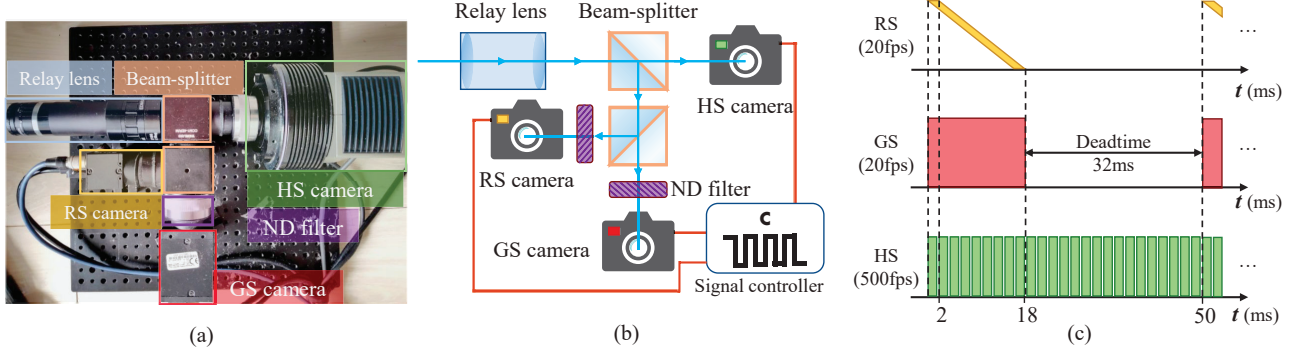 Relay lens
Beam-splitter
HS camera
RS camera
ND filter
GS camera
(a)
Relay lens
Beam-splitter
HS camera
RS camera
ND filter
GS camera
C
Signal controller
(b)
RS
(20fps)
...
t (ms)
GS
(20fps)
Deadtime
32ms
...
t (ms)
HS
(500fps)
...
2
18
50
t (ms)
(c)